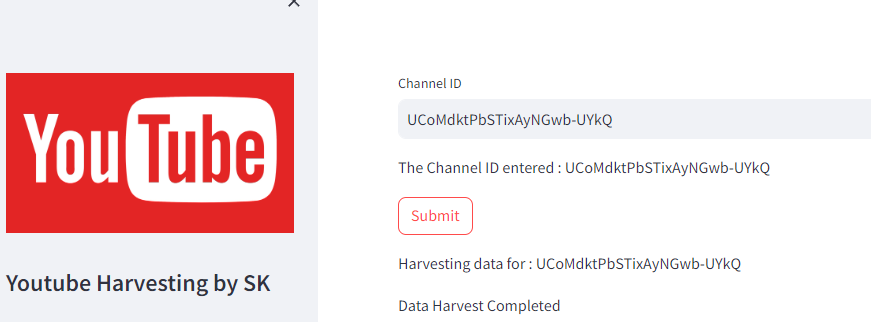 YouTube
Youtube Harvesting by SK
Channel ID
UCoMdktPbSTixAyNGwb-UYkQ
The Channel ID entered : UCoMdktPbSTixAyNGwb-UYkQ
Submit
Harvesting data for : UCoMdktPbSTixAyNGwb-UYkQ
Data Harvest Completed